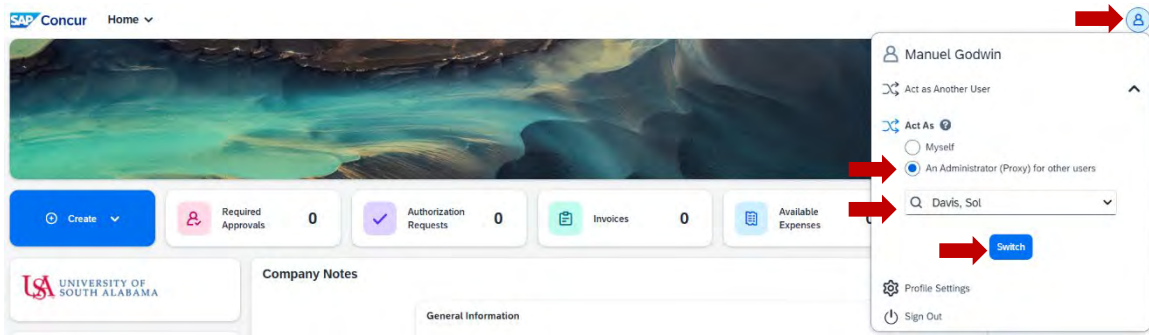 SAP Concur Home
Manuel Godwin
Act as Another User
Act As
Myself
An Administrator (Proxy) for other users
Davis, Sol
Switch
Profile Settings
Sign Out
Create
Required Approvals 0
Authorization Requests 0
Invoices 0
Available Expenses
USA UNIVERSITY OF
SOUTH ALABAMA
Company Notes
General Information